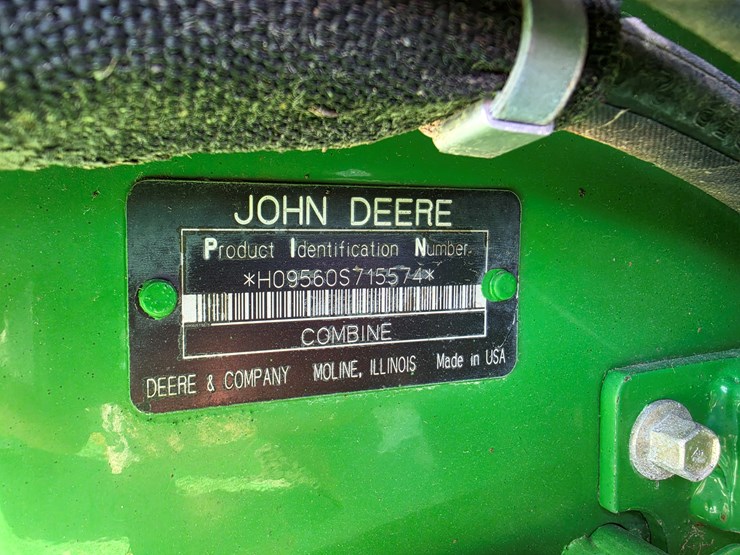 JOHN DEERE
Product Identification Number
*H09560S715574*
COMBINE
DEERE & COMPANY MOLINE, ILLINOIS Made in USA